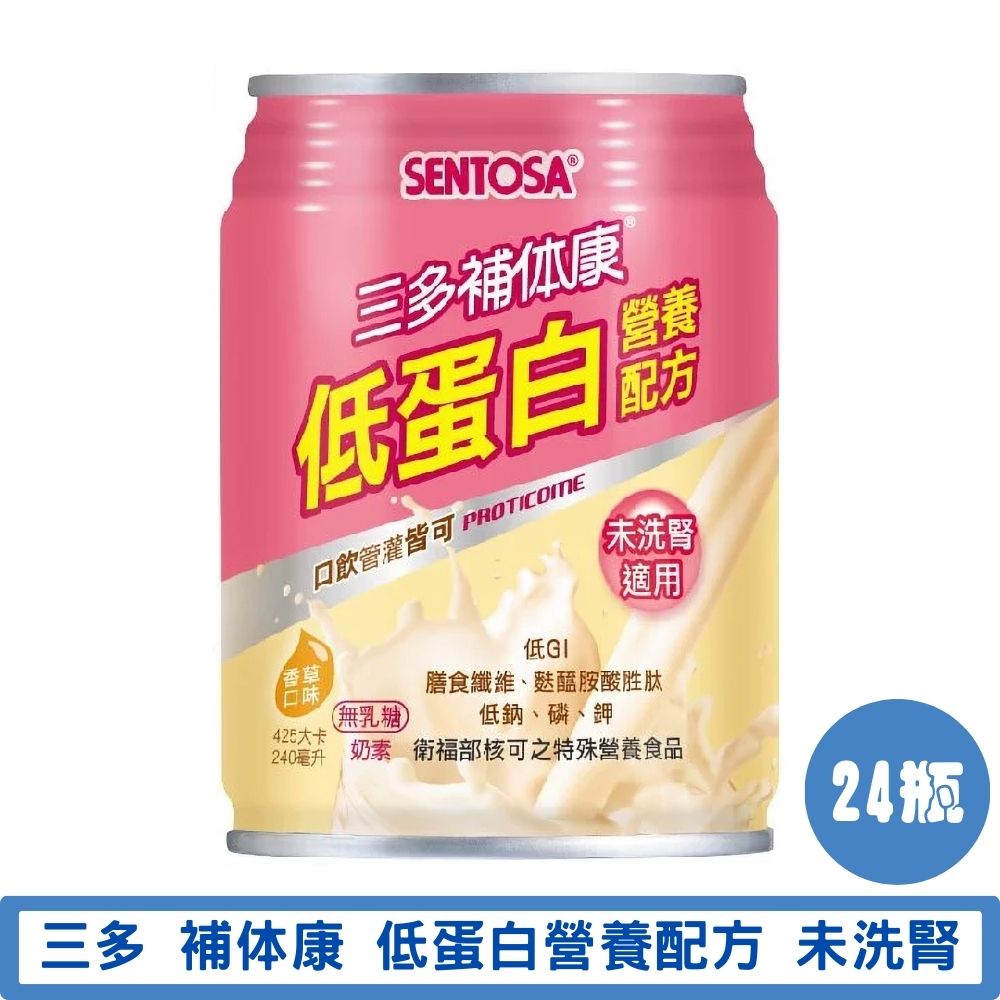 SENTOSA®
三多補体康®
低蛋白營養配方
口飲管灌皆可 PROTICOME
未洗腎
適用
低GI
膳食纖維、麩醯胺酸胜肽
低鈉、磷、鉀
衛福部核可之特殊營養食品
香草
口味
無乳糖
奶素
425大卡
240毫升
24瓶
三多 補体康 低蛋白營養配方 未洗腎